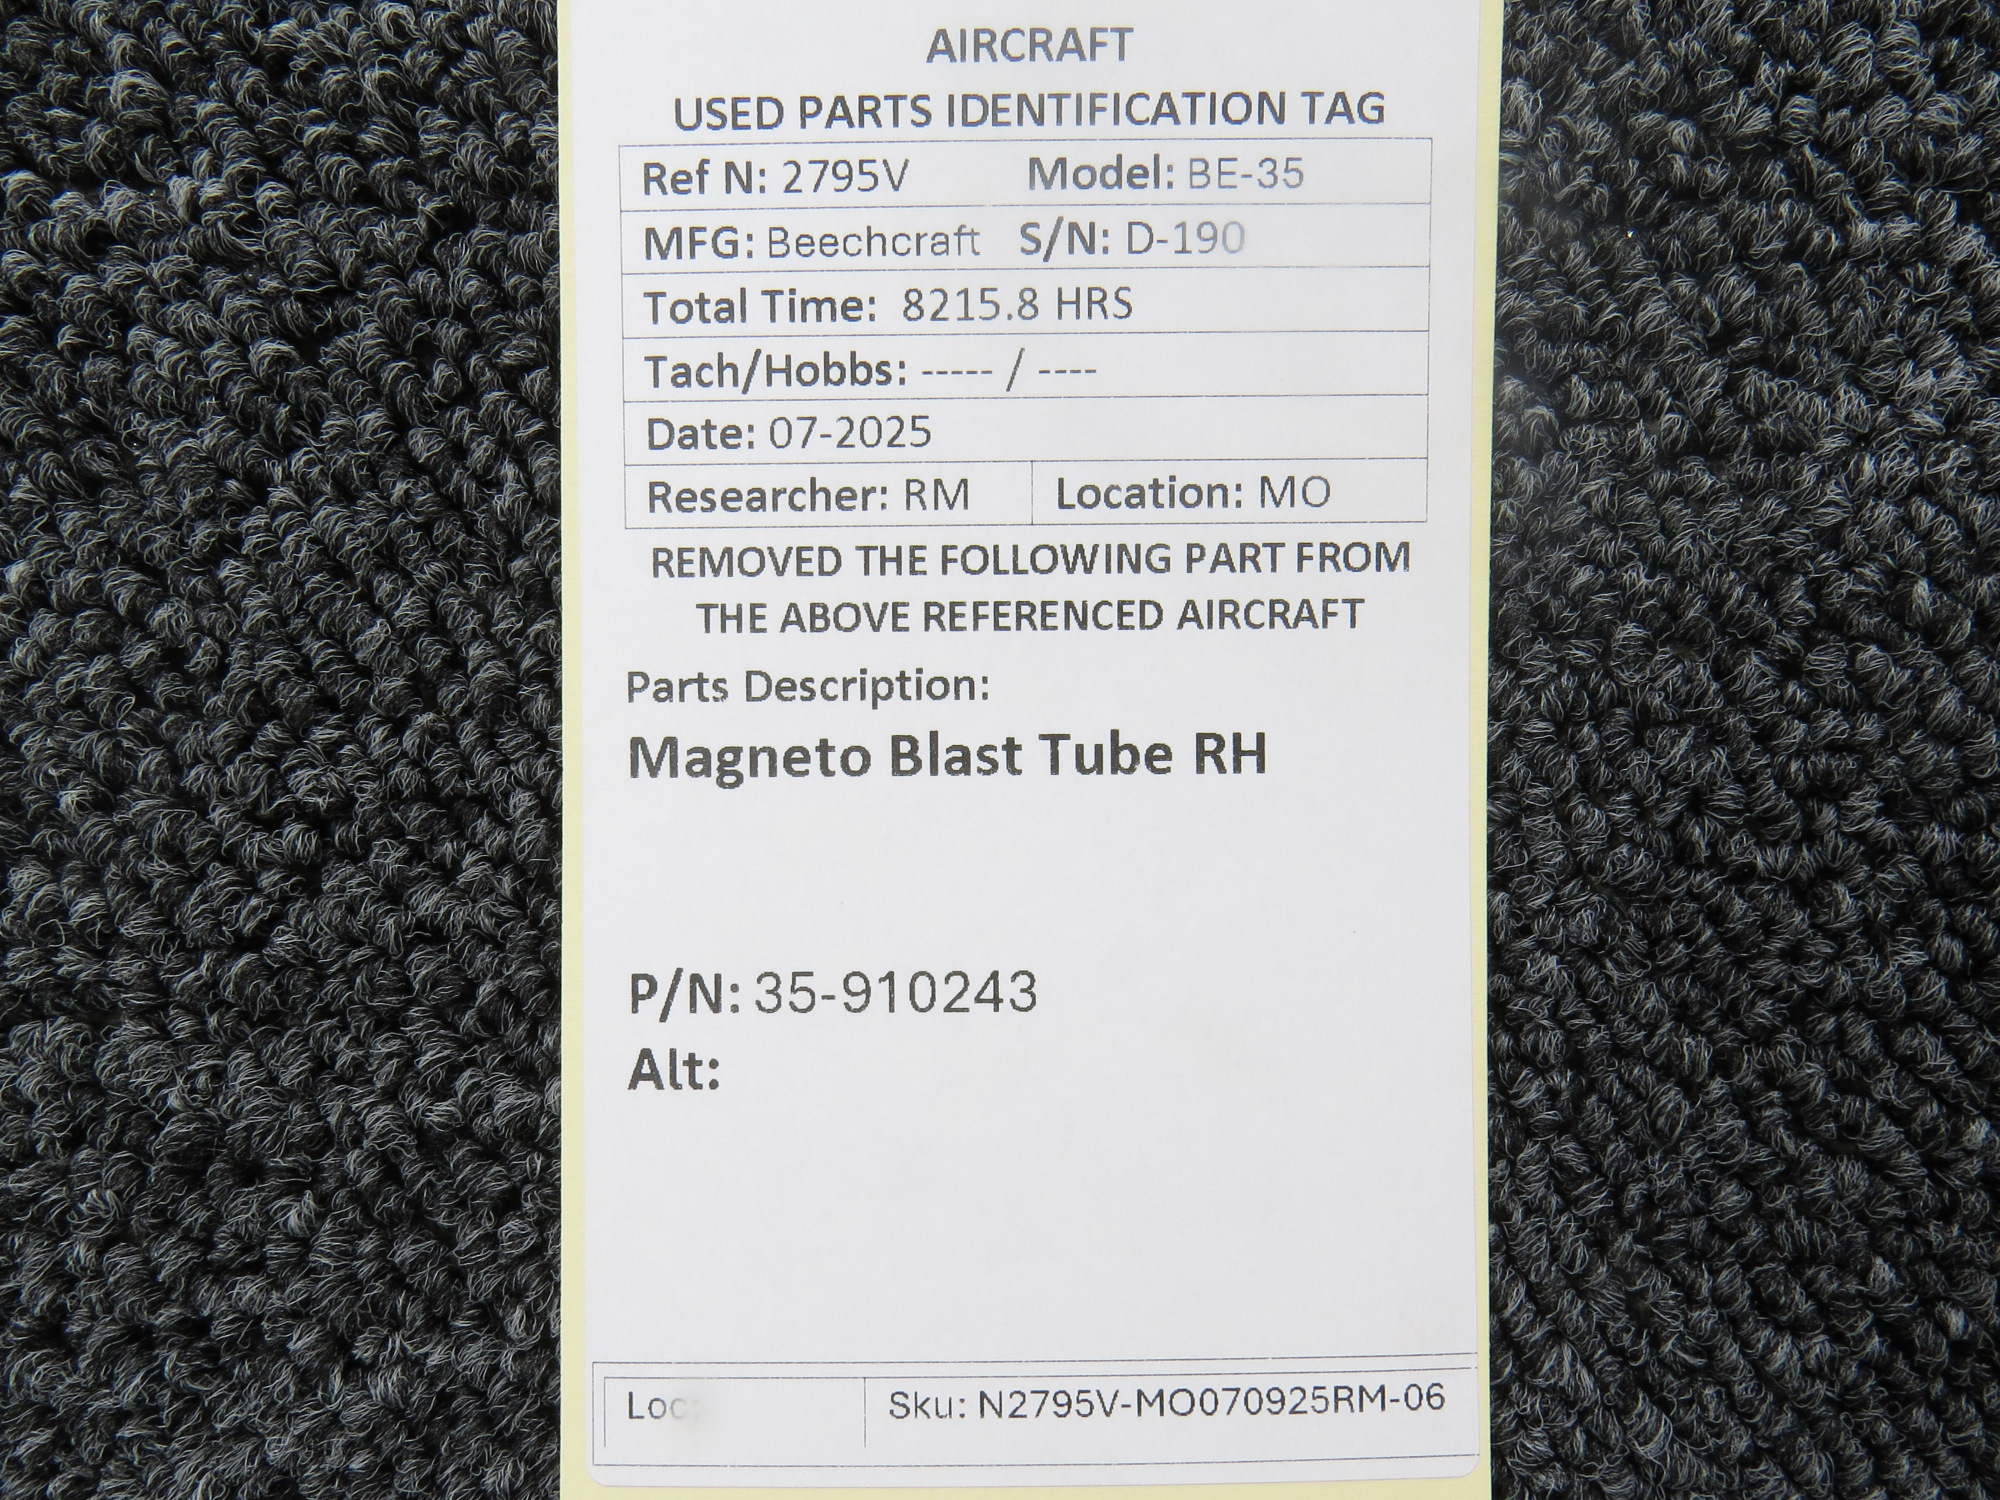 AIRCRAFT
USED PARTS IDENTIFICATION TAG
Ref N: 2795V Model: BE-35
MFG: Beechcraft S/N: D-190
Total Time: 8215.8 HRS
Tach/Hobbs: ----- / ----
Date: 07-2025
Researcher: RM Location: MO
REMOVED THE FOLLOWING PART FROM
THE ABOVE REFERENCED AIRCRAFT
Parts Description:
Magneto Blast Tube RH
P/N: 35-910243
Alt:
Loc: Sku: N2795V-MO070925RM-06